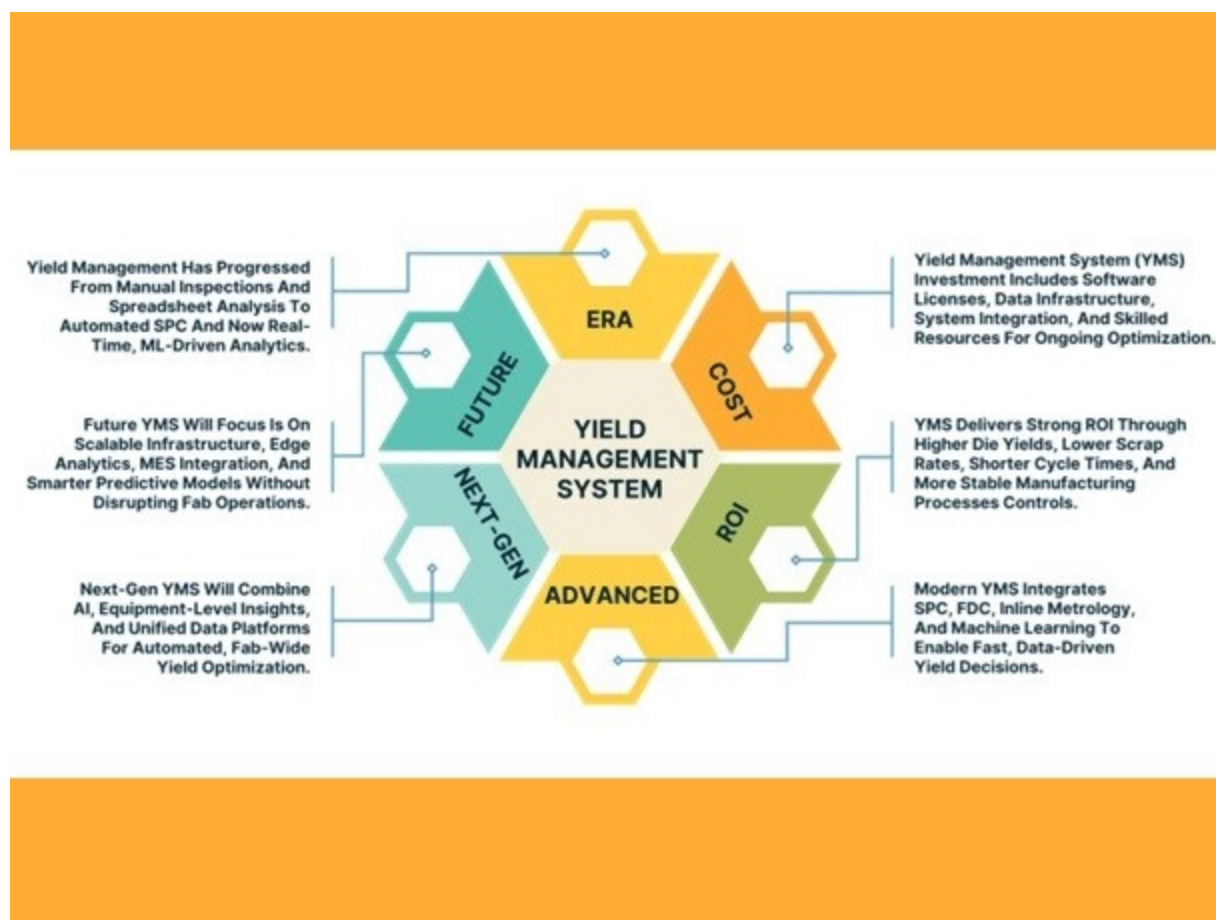 Yield Management Has Progressed
From Manual Inspections And
Spreadsheet Analysis To
Automated SPC And Now Real-
Time, ML-Driven Analytics.
Future YMS Will Focus Is On
Scalable Infrastructure, Edge
Analytics, MES Integration, And
Smarter Predictive Models Without
Disrupting Fab Operations.
Next-Gen YMS Will Combine
AI, Equipment-Level Insights,
And Unified Data Platforms
For Automated, Fab-Wide
Yield Optimization.
ERA
FUTURE
COST
YIELD
MANAGEMENT
SYSTEM
NEXT-GEN
ROI
ADVANCED
Yield Management System (YMS)
Investment Includes Software
Licenses, Data Infrastructure,
System Integration, And Skilled
Resources For Ongoing Optimization.
YMS Delivers Strong ROI Through
Higher Die Yields, Lower Scrap
Rates, Shorter Cycle Times, And
More Stable Manufacturing
Processes Controls.
Modern YMS Integrates
SPC, FDC, Inline Metrology,
And Machine Learning To
Enable Fast, Data-Driven
Yield Decisions.